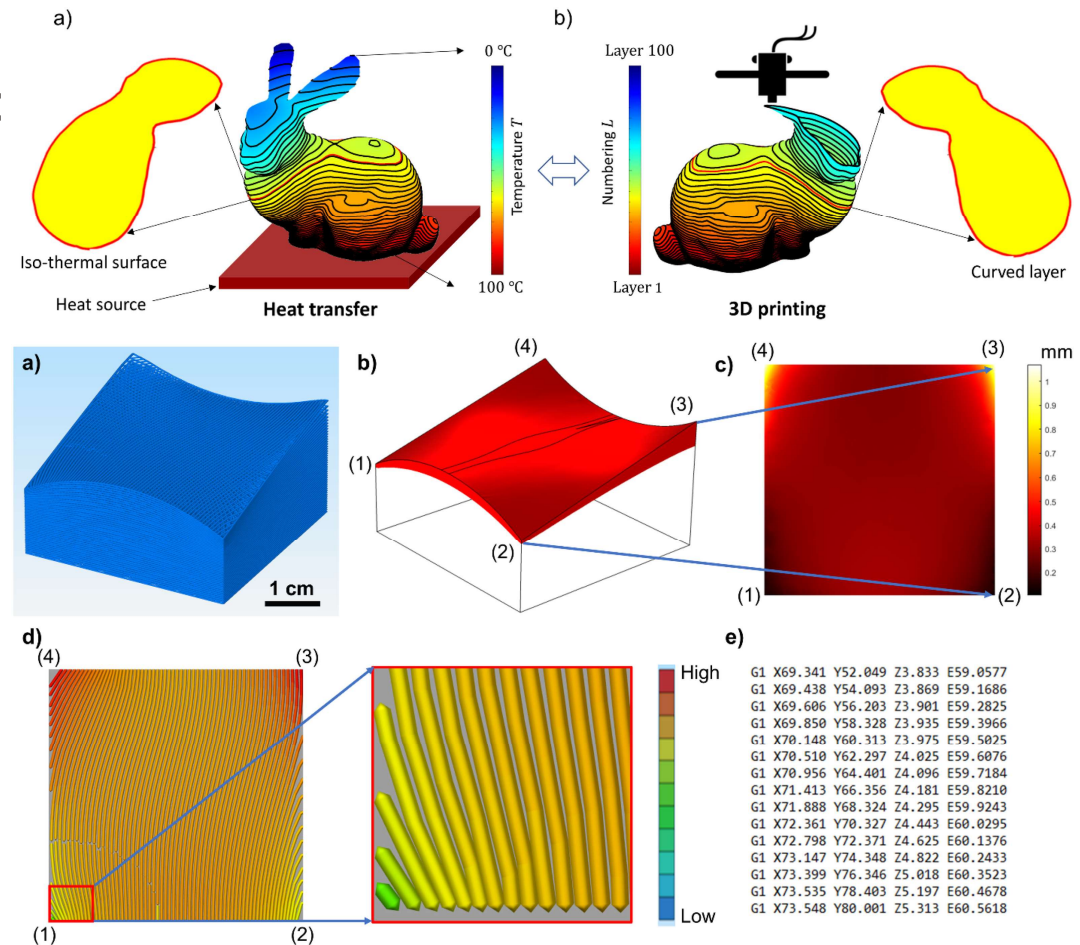 a)
b)
0 °C
Layer 100
Temperature T
Numbering L
Iso-thermal surface
Heat source
100 °C
Layer 1
Curved layer
Heat transfer
3D printing
a)
1 cm
b)
(4)
(3)
(1)
(2)
c)
(4)
(3)
mm
1
0.9
0.8
0.7
0.6
0.5
0.4
0.3
0.2
(1)
(2)
d)
(4)
(3)
(1)
(2)
High
Low
e)
G1 X69.341 Y52.049 Z3.833 E59.0577
G1 X69.438 Y54.093 Z3.869 E59.1686
G1 X69.606 Y56.203 Z3.901 E59.2825
G1 X69.850 Y58.328 Z3.935 E59.3966
G1 X70.148 Y60.313 Z3.975 E59.5025
G1 X70.510 Y62.297 Z4.025 E59.6076
G1 X70.956 Y64.401 Z4.096 E59.7184
G1 X71.413 Y66.356 Z4.181 E59.8210
G1 X71.888 Y68.324 Z4.295 E59.9243
G1 X72.361 Y70.327 Z4.443 E60.0295
G1 X72.798 Y72.371 Z4.625 E60.1376
G1 X73.147 Y74.348 Z4.822 E60.2433
G1 X73.399 Y76.346 Z5.018 E60.3523
G1 X73.535 Y78.403 Z5.197 E60.4678
G1 X73.548 Y80.001 Z5.313 E60.5618